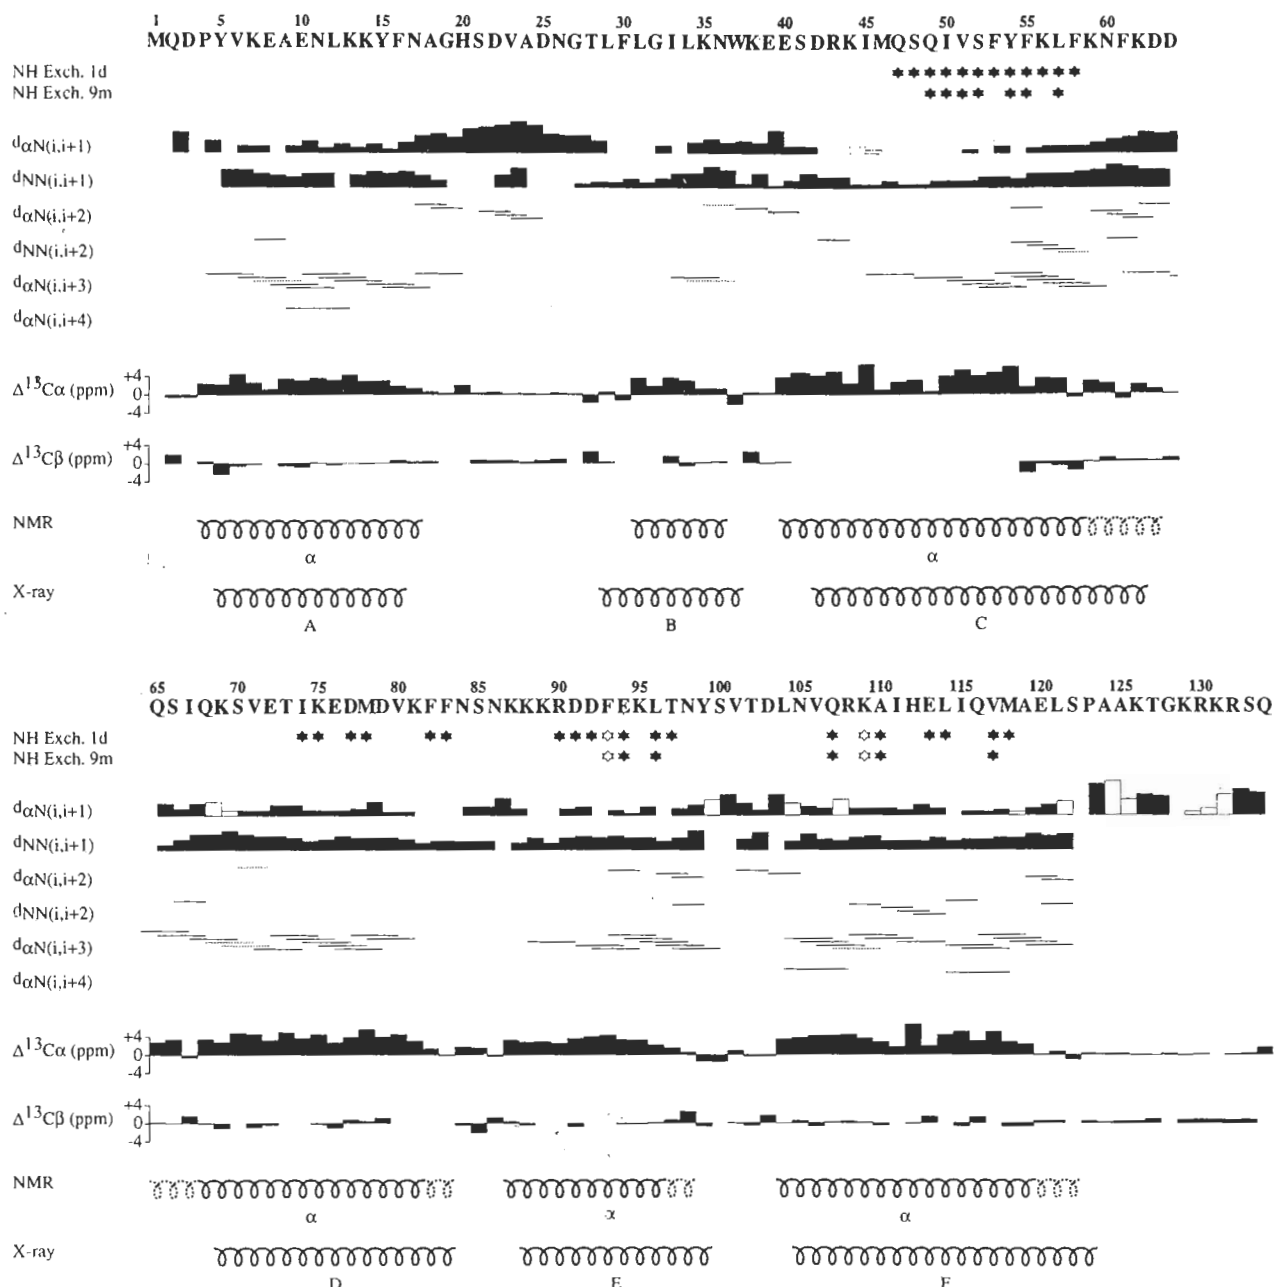 1 5 10 15 20 25 30 35 40 45 50 55 60
MQDPYVKEAENLKKYFNAGHSDVADNGTLFLGILKNWKEESDRKIMQSQIVSFYFKLFKNFKDD
NH Exch. 1d ★★★★★★★★★★★★
NH Exch. 9m ★★★★ ★★ ★
dαN(i,i+1)
dNN(i,i+1)
dαN(i,i+2)
dNN(i,i+2)
dαN(i,i+3)
dαN(i,i+4)
Δ13Cα (ppm) +4 0 -4
Δ13Cβ (ppm) +4 0 -4
NMR
α α
X-ray
A B C
65 70 75 80 85 90 95 100 105 110 115 120 125 130
QSIQKSVETIKEDMDVKFFNSNKKKRDDFEKLTNYSVTDLNVQRKAIHELIQVMAELSPAAKTGKRKRSQ
NH Exch. 1d ★★ ★★ ★★ ★★★☆★ ★★ ★ ☆★ ★★ ★★
NH Exch. 9m ☆★ ★ ★ ☆★ ★
dαN(i,i+1)
dNN(i,i+1)
dαN(i,i+2)
dNN(i,i+2)
dαN(i,i+3)
dαN(i,i+4)
Δ13Cα (ppm) +4 0 -4
Δ13Cβ (ppm) +4 0 -4
NMR
α α α
X-ray
D E F